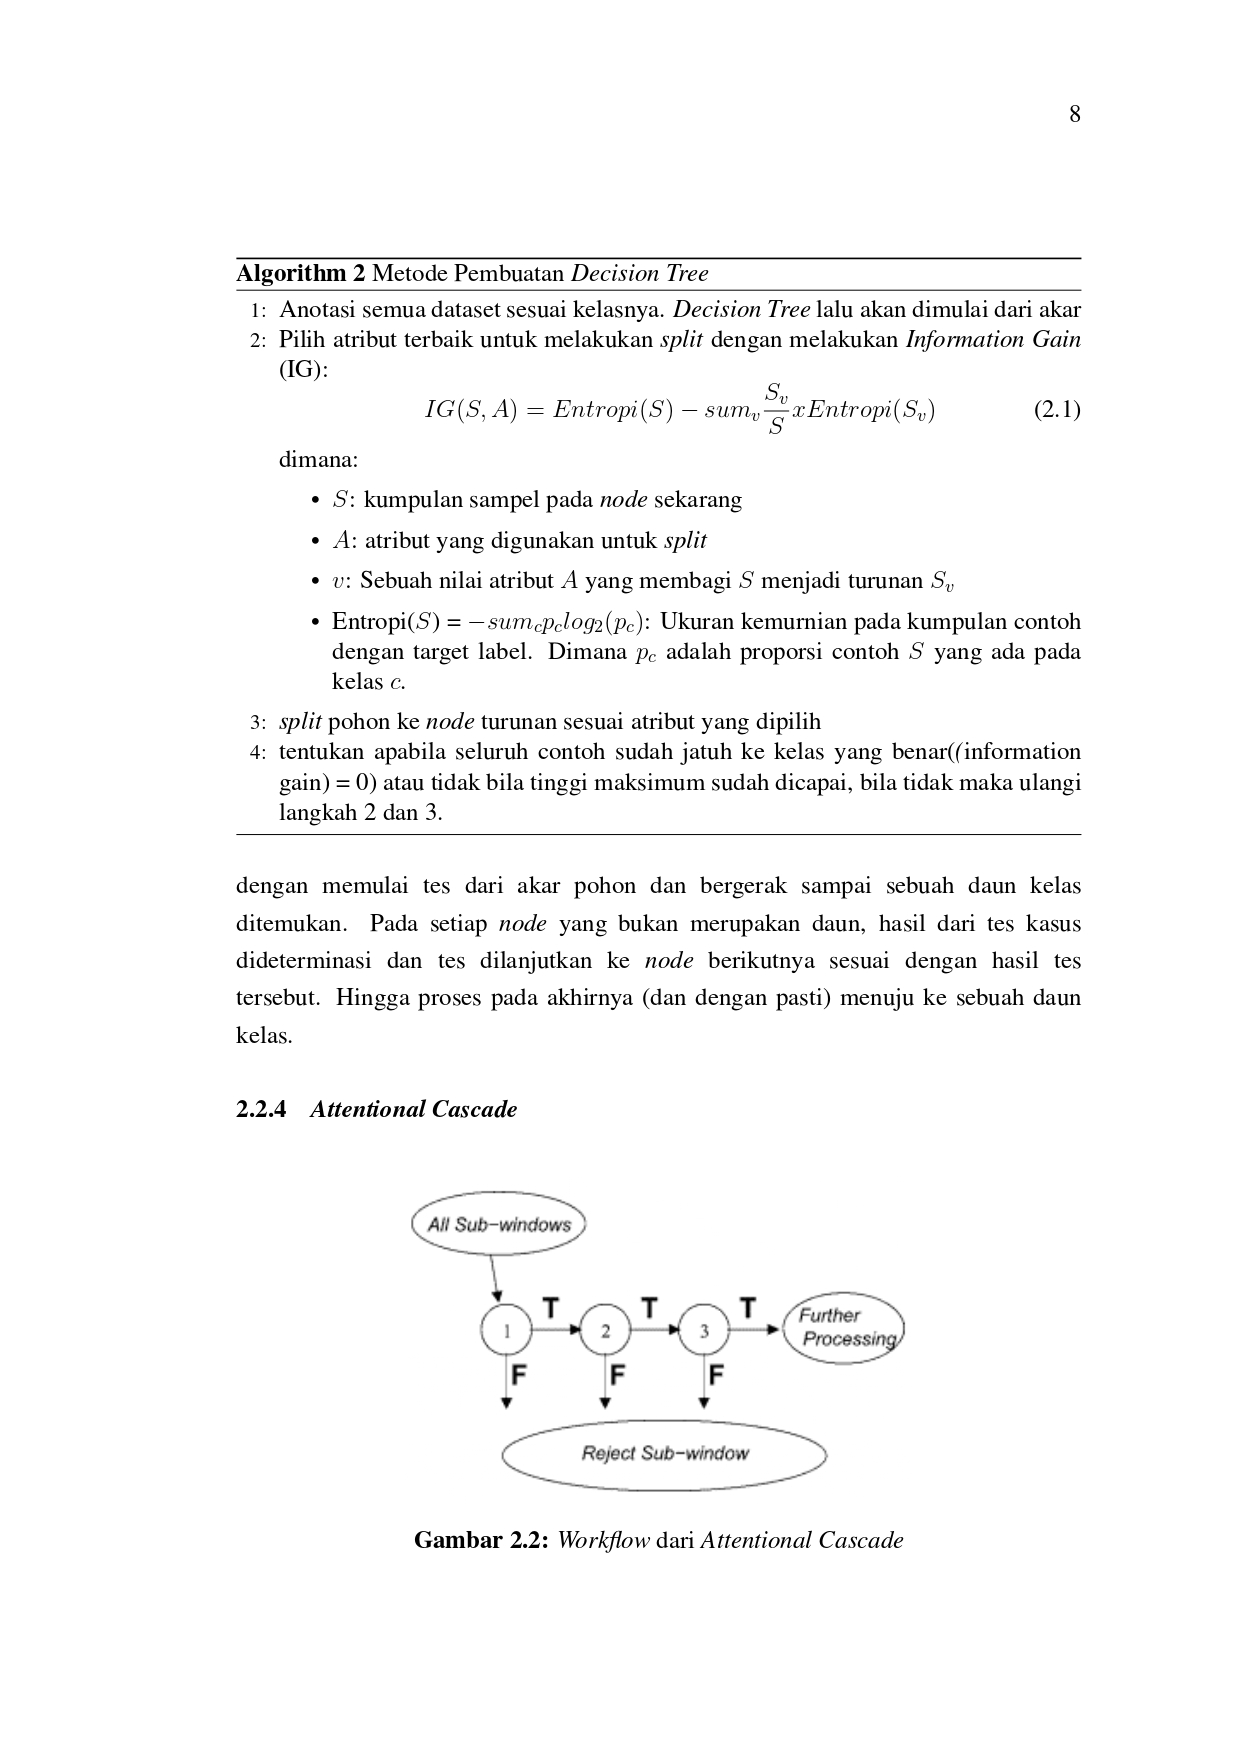 8
Algorithm 2 Metode Pembuatan Decision Tree
1: Anotasi semua dataset sesuai kelasnya. Decision Tree lalu akan dimulai dari akar
2: Pilih atribut terbaik untuk melakukan split dengan melakukan Information Gain
(IG):
IG(S, A) = Entropi(S) − sum_v \frac{S_v}{S} xEntropi(S_v) (2.1)
dimana:
• S: kumpulan sampel pada node sekarang
• A: atribut yang digunakan untuk split
• v: Sebuah nilai atribut A yang membagi S menjadi turunan S_v
• Entropi(S) = −sum_c p_c log_2(p_c): Ukuran kemurnian pada kumpulan contoh
dengan target label. Dimana p_c adalah proporsi contoh S yang ada pada
kelas c.
3: split pohon ke node turunan sesuai atribut yang dipilih
4: tentukan apabila seluruh contoh sudah jatuh ke kelas yang benar((information
gain) = 0) atau tidak bila tinggi maksimum sudah dicapai, bila tidak maka ulangi
langkah 2 dan 3.
dengan memulai tes dari akar pohon dan bergerak sampai sebuah daun kelas
ditemukan. Pada setiap node yang bukan merupakan daun, hasil dari tes kasus
dideterminasi dan tes dilanjutkan ke node berikutnya sesuai dengan hasil tes
tersebut. Hingga proses pada akhirnya (dan dengan pasti) menuju ke sebuah daun
kelas.
2.2.4 Attentional Cascade
All Sub−windows
T T T
1 2 3
Further
Processing
F F F
Reject Sub−window
Gambar 2.2: Workflow dari Attentional Cascade